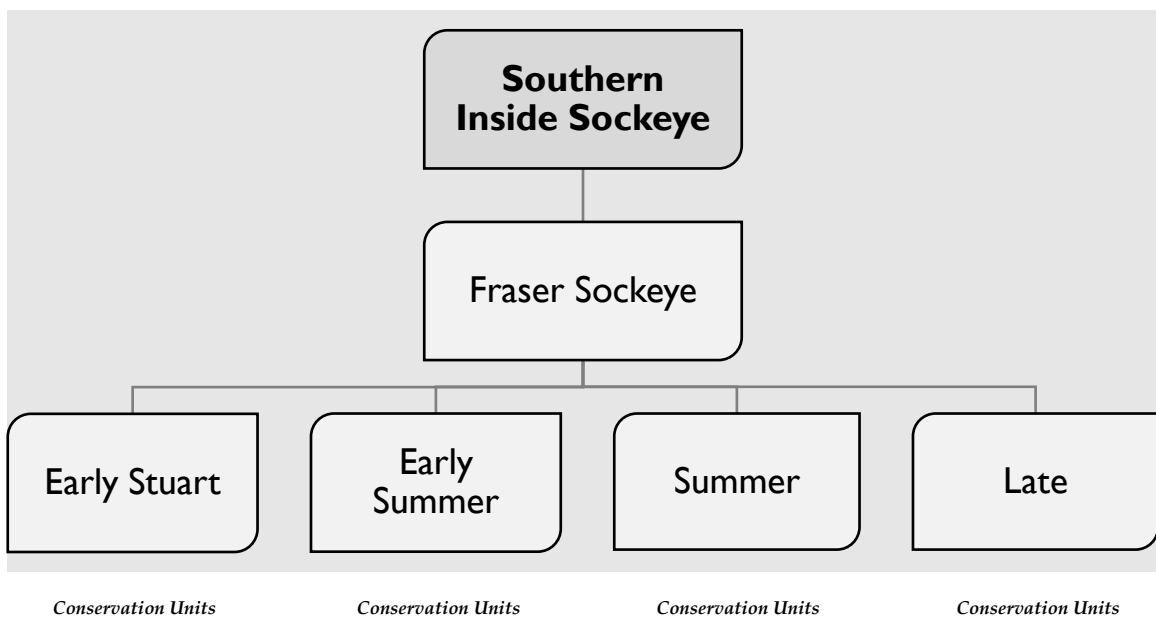 Southern
Inside Sockeye
Fraser Sockeye
Early Stuart
Early
Summer
Summer
Late
Conservation Units
Conservation Units
Conservation Units
Conservation Units